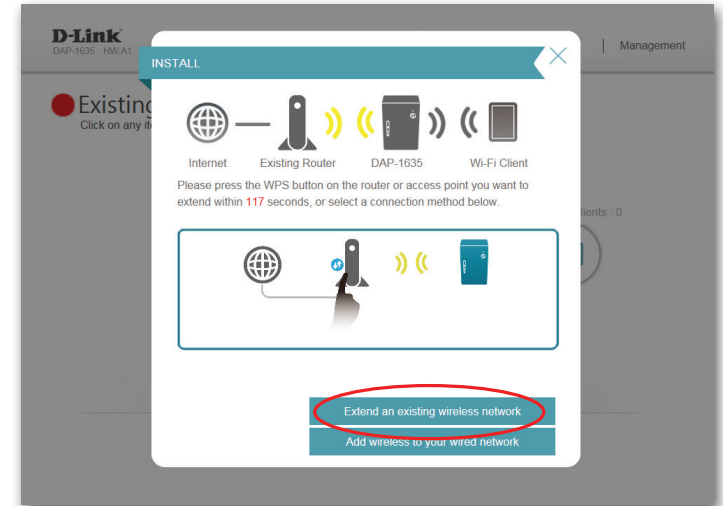 D-Link
DAP-1635 HW:A1
Management
INSTALL
Existing
Click on any
Internet
Existing Router
DAP-1635
Wi-Fi Client
Please press the WPS button on the router or access point you want to
extend within 117 seconds, or select a connection method below.
: 0
Extend an existing wireless network
Add wireless to your wired network